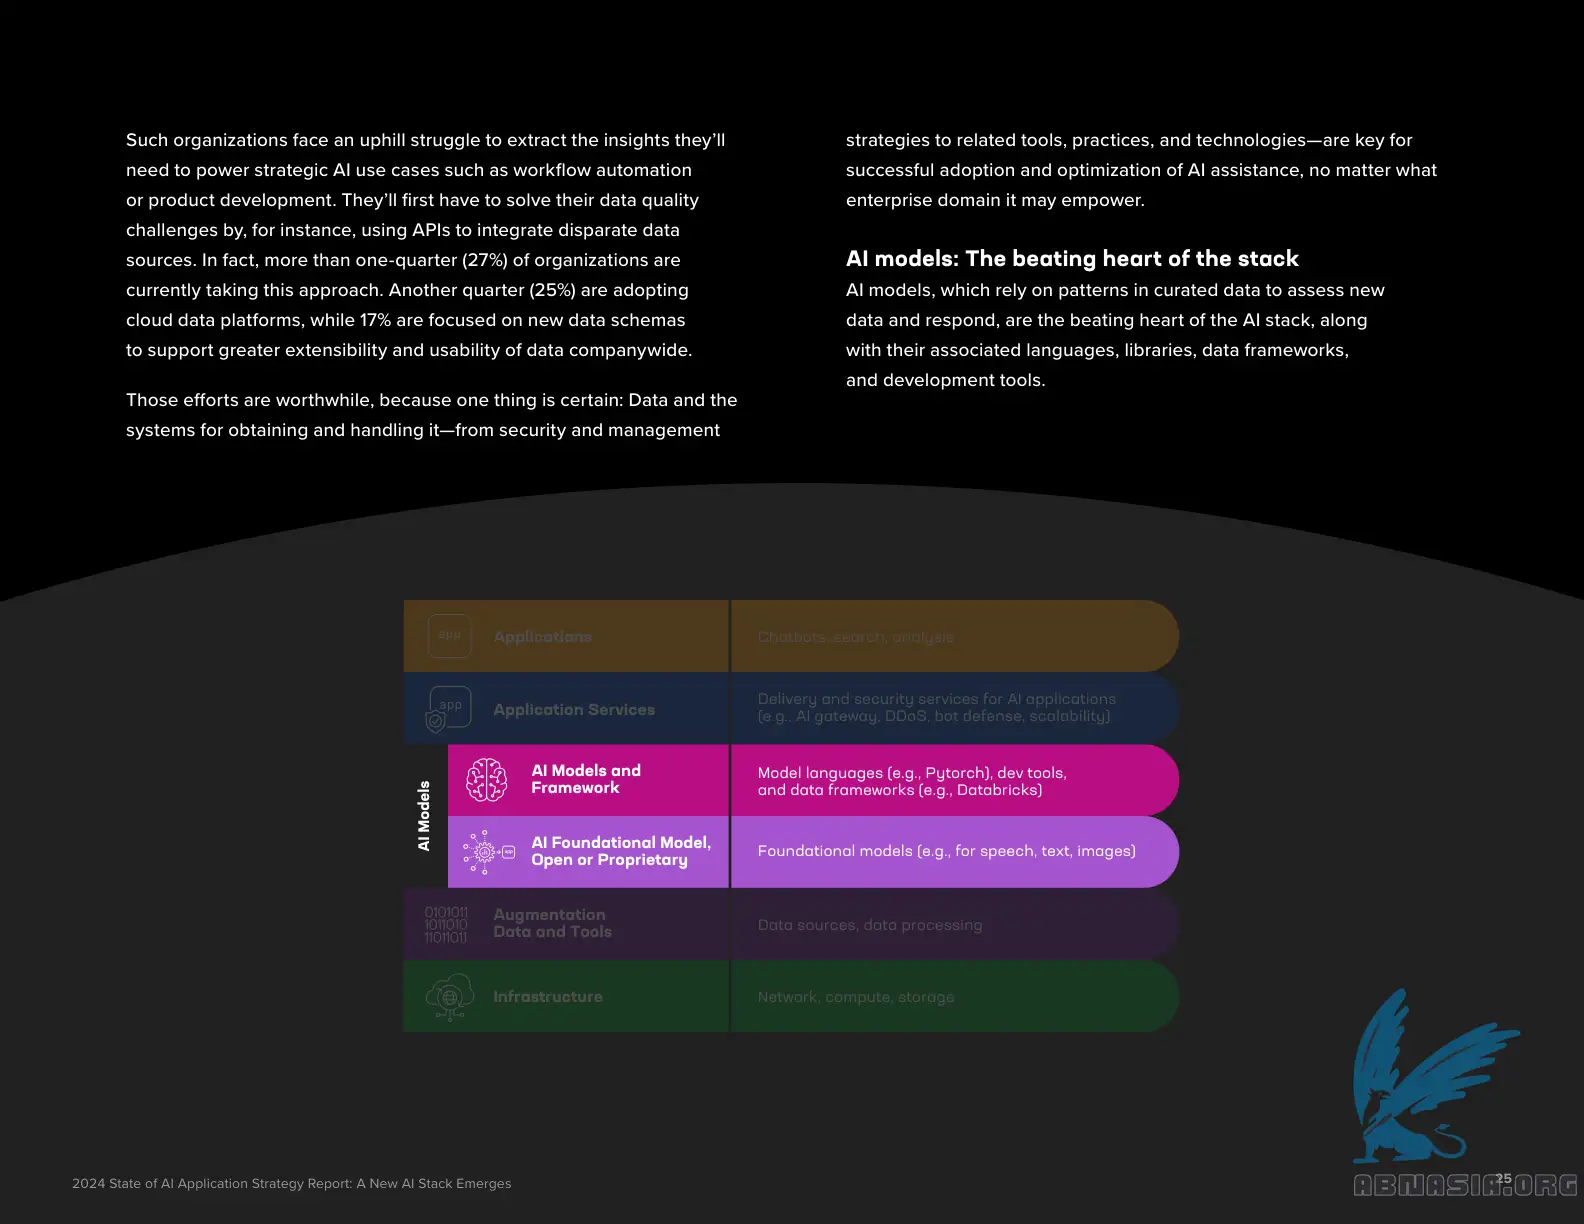 Such organizations face an uphill struggle to extract the insights they’ll
need to power strategic AI use cases such as workflow automation
or product development. They’ll first have to solve their data quality
challenges by, for instance, using APIs to integrate disparate data
sources. In fact, more than one-quarter (27%) of organizations are
currently taking this approach. Another quarter (25%) are adopting
cloud data platforms, while 17% are focused on new data schemas
to support greater extensibility and usability of data companywide.
Those efforts are worthwhile, because one thing is certain: Data and the
systems for obtaining and handling it—from security and management
strategies to related tools, practices, and technologies—are key for
successful adoption and optimization of AI assistance, no matter what
enterprise domain it may empower.
AI models: The beating heart of the stack
AI models, which rely on patterns in curated data to assess new
data and respond, are the beating heart of the AI stack, along
with their associated languages, libraries, data frameworks,
and development tools.
app
Applications
Chatbots, search, analysis
app
Application Services
Delivery and security services for AI applications
(e.g., AI gateway, DDoS, bot defense, scalability)
AI Models
AI Models and
Framework
Model languages (e.g., Pytorch), dev tools,
and data frameworks (e.g., Databricks)
app
AI Foundational Model,
Open or Proprietary
Foundational models (e.g., for speech, text, images)
0101011
1011010
1101101
Augmentation
Data and Tools
Data sources, data processing
Infrastructure
Network, compute, storage
2024 State of AI Application Strategy Report: A New AI Stack Emerges
25
ABNASIA.ORG